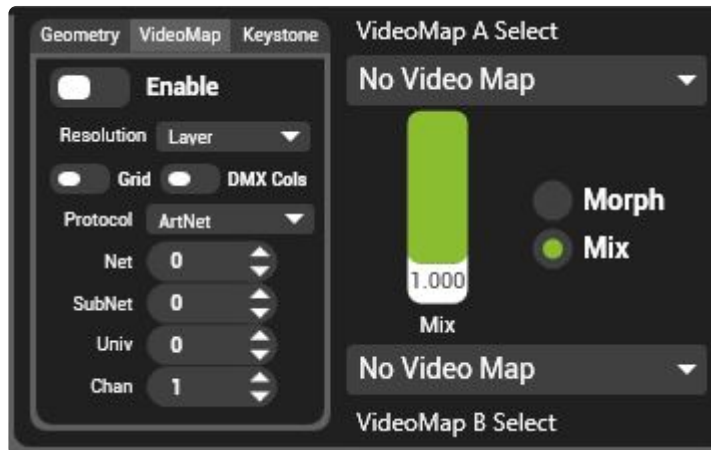 Geometry VideoMap Keystone
Enable
Resolution Layer
Grid DMX Cols
Protocol ArtNet
Net 0
SubNet 0
Univ 0
Chan 1
VideoMap A Select
No Video Map
Morph
Mix
1.000
Mix
No Video Map
VideoMap B Select